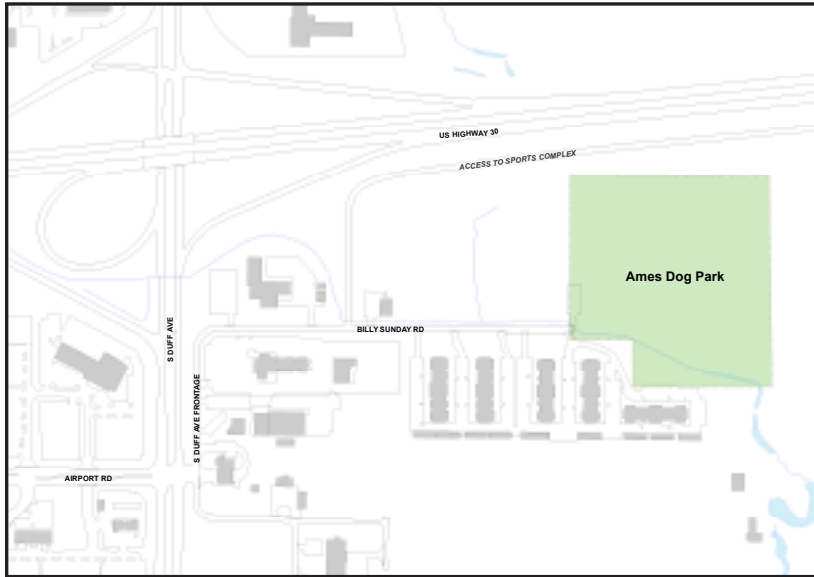 US HIGHWAY 30
ACCESS TO SPORTS COMPLEX
Ames Dog Park
S DUFF AVE
BILLY SUNDAY RD
S DUFF AVE FRONTAGE
AIRPORT RD